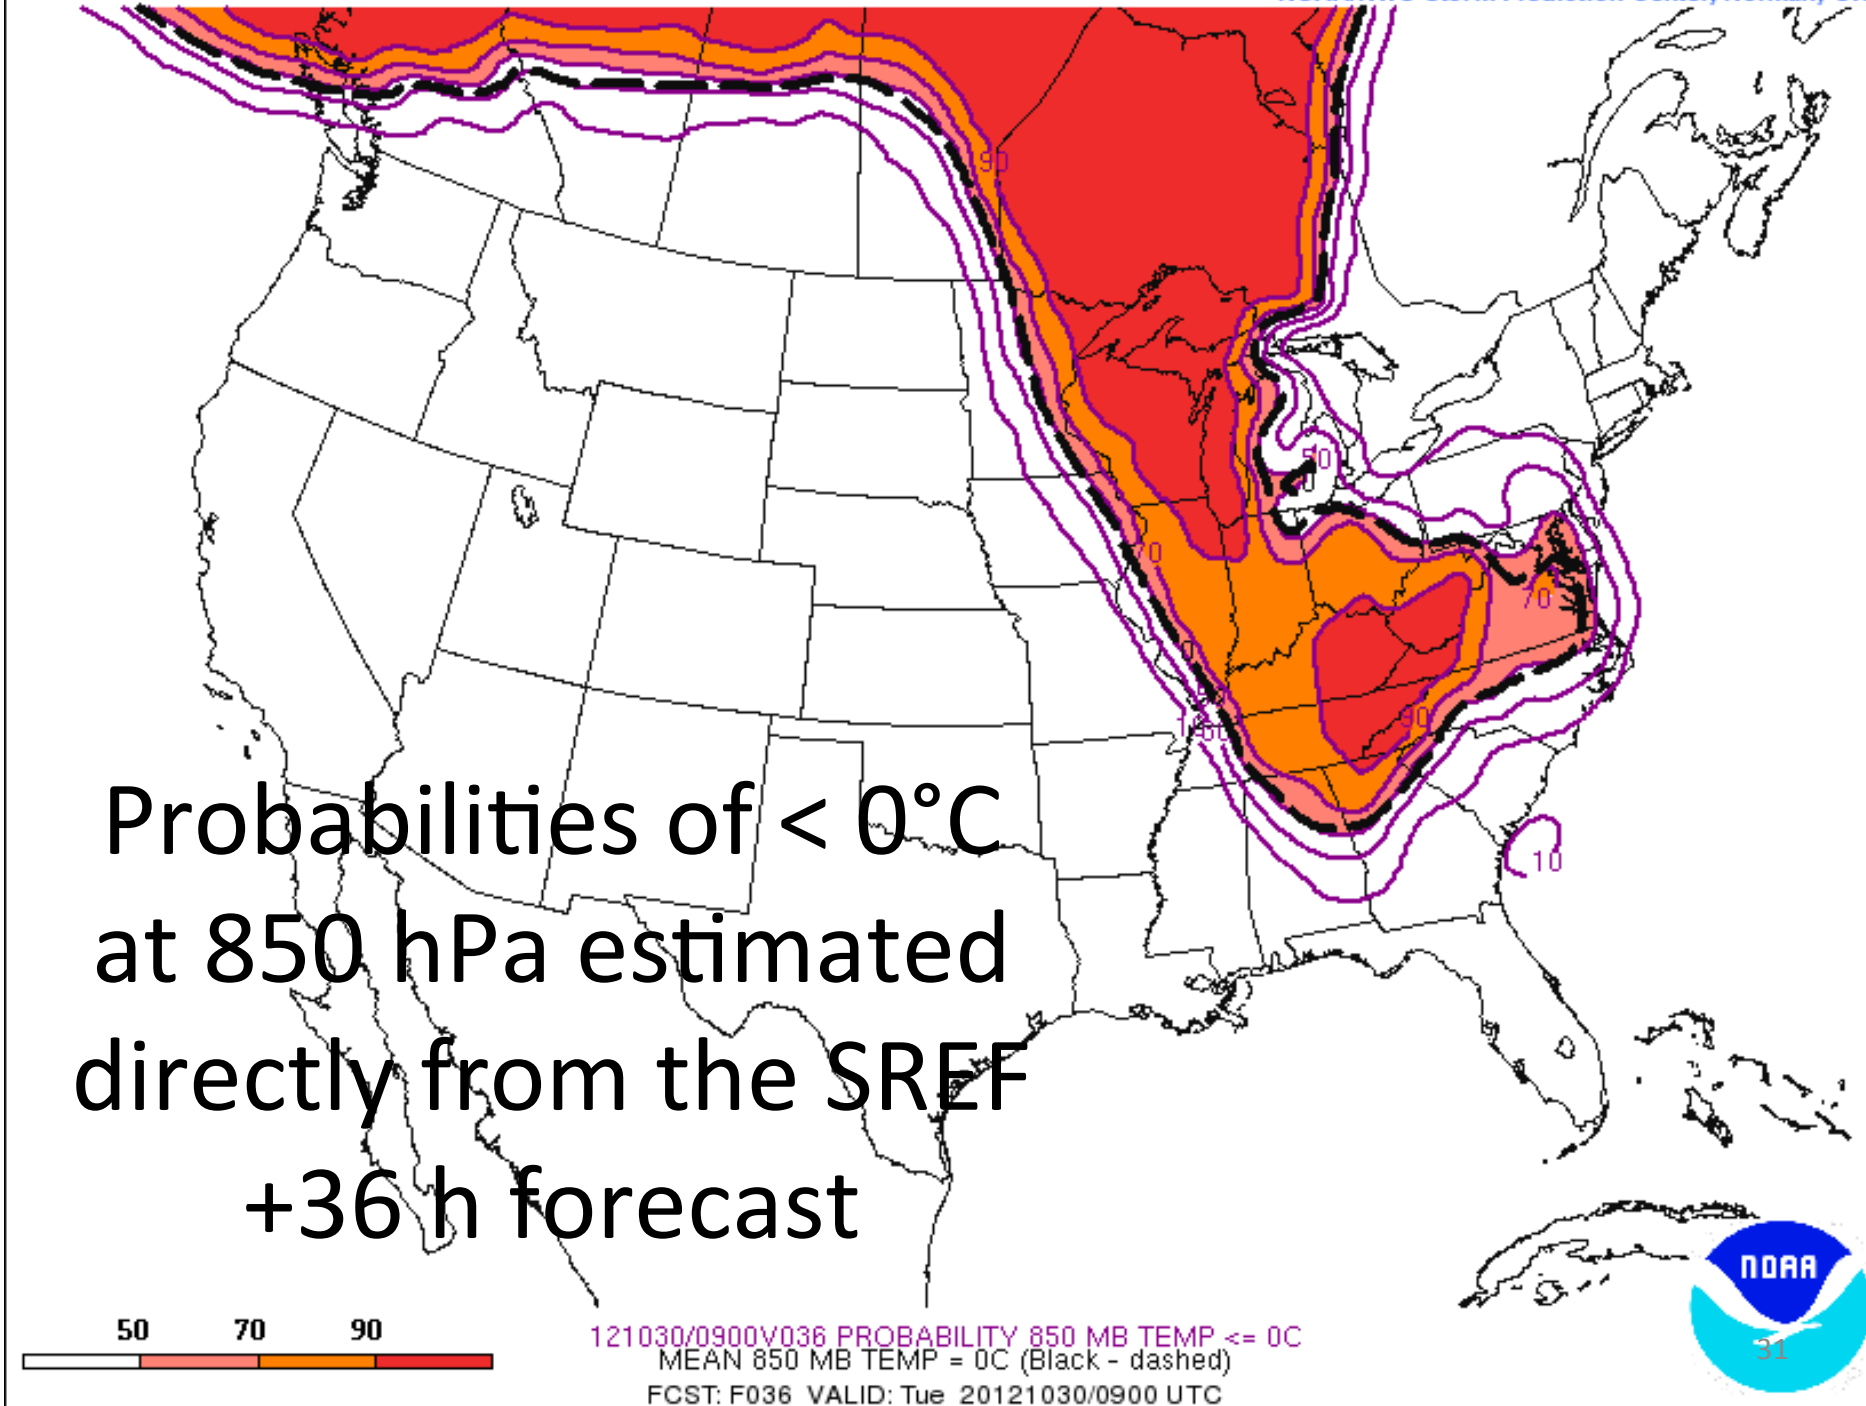 90
50
70
70
90
10
Probabilities of < 0°C
at 850 hPa estimated
directly from the SREF
+36 h forecast
NOAA
31
50 70 90
121030/0900V036 PROBABILITY 850 MB TEMP <= 0C
MEAN 850 MB TEMP = 0C (Black - dashed)
FCST: F036 VALID: Tue 20121030/0900 UTC